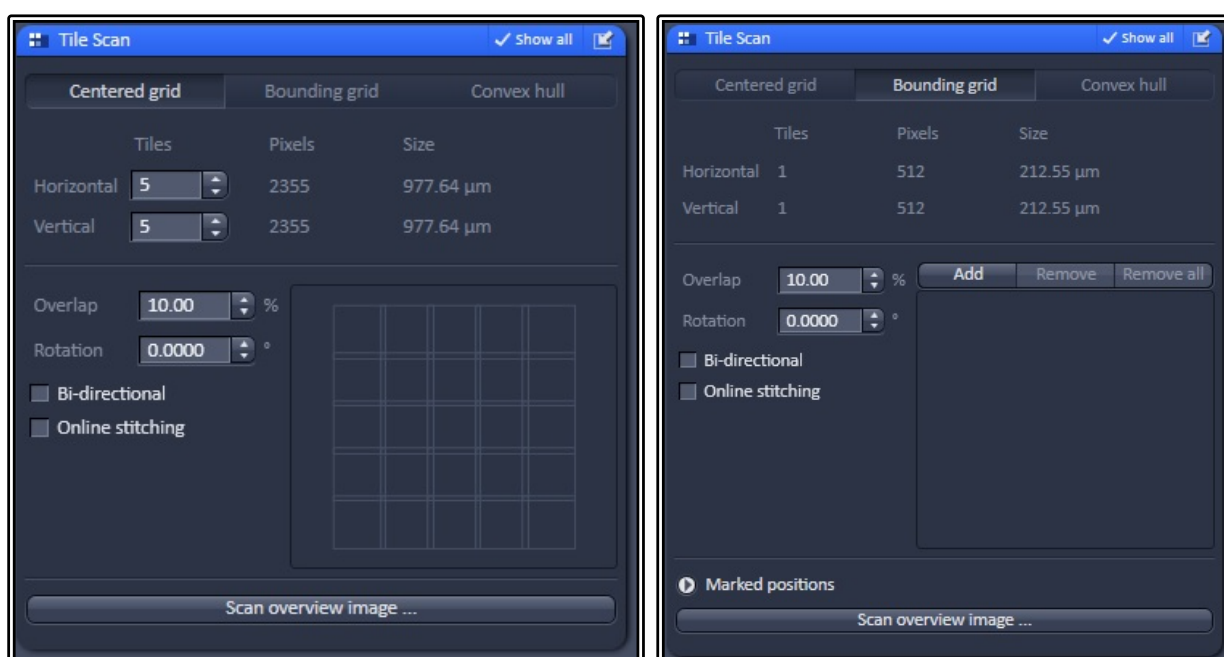 Tile Scan ✓ Show all
Centered grid Bounding grid Convex hull
Tiles Pixels Size
Horizontal 5 2355 977.64 µm
Vertical 5 2355 977.64 µm
Overlap 10.00 %
Rotation 0.0000 °
Bi-directional
Online stitching
Scan overview image ...
Tile Scan ✓ Show all
Centered grid Bounding grid Convex hull
Tiles Pixels Size
Horizontal 1 512 212.55 µm
Vertical 1 512 212.55 µm
Overlap 10.00 % Add Remove Remove all
Rotation 0.0000 °
Bi-directional
Online stitching
Marked positions
Scan overview image ...